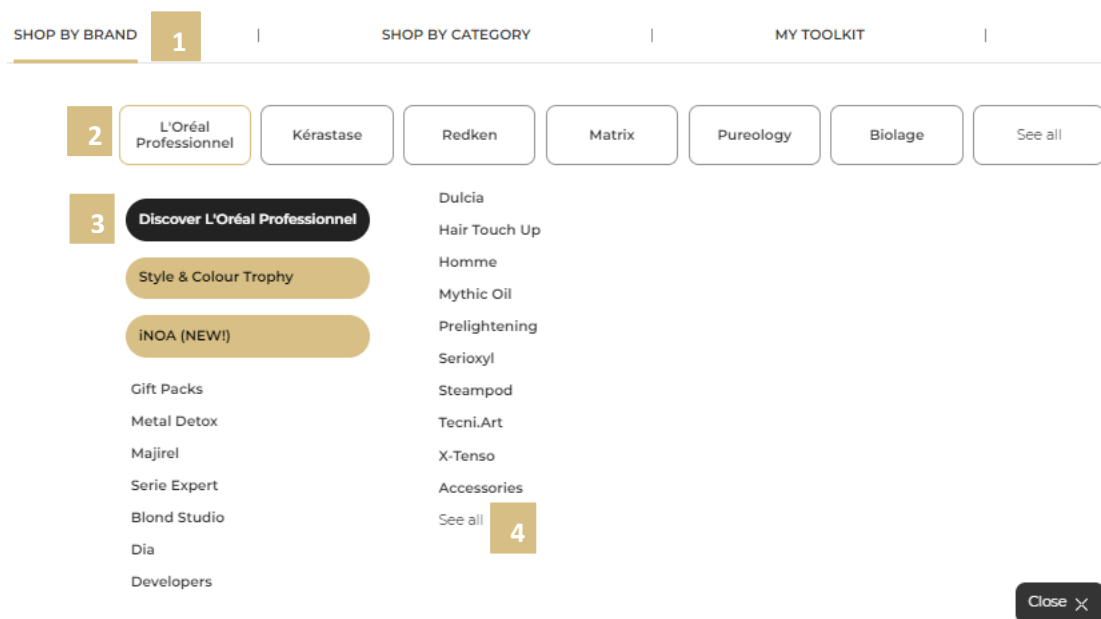 SHOP BY BRAND
1
|
SHOP BY CATEGORY
|
MY TOOLKIT
|
2
L'Oréal
Professionnel
Kérastase
Redken
Matrix
Pureology
Biolage
See all
3
Discover L'Oréal Professionnel
Style & Colour Trophy
iNOA (NEW!)
Gift Packs
Metal Detox
Majirel
Serie Expert
Blond Studio
Dia
Developers
Dulcia
Hair Touch Up
Homme
Mythic Oil
Prelightening
Serioxyl
Steampod
Tecni.Art
X-Tenso
Accessories
See all
4
Close ×